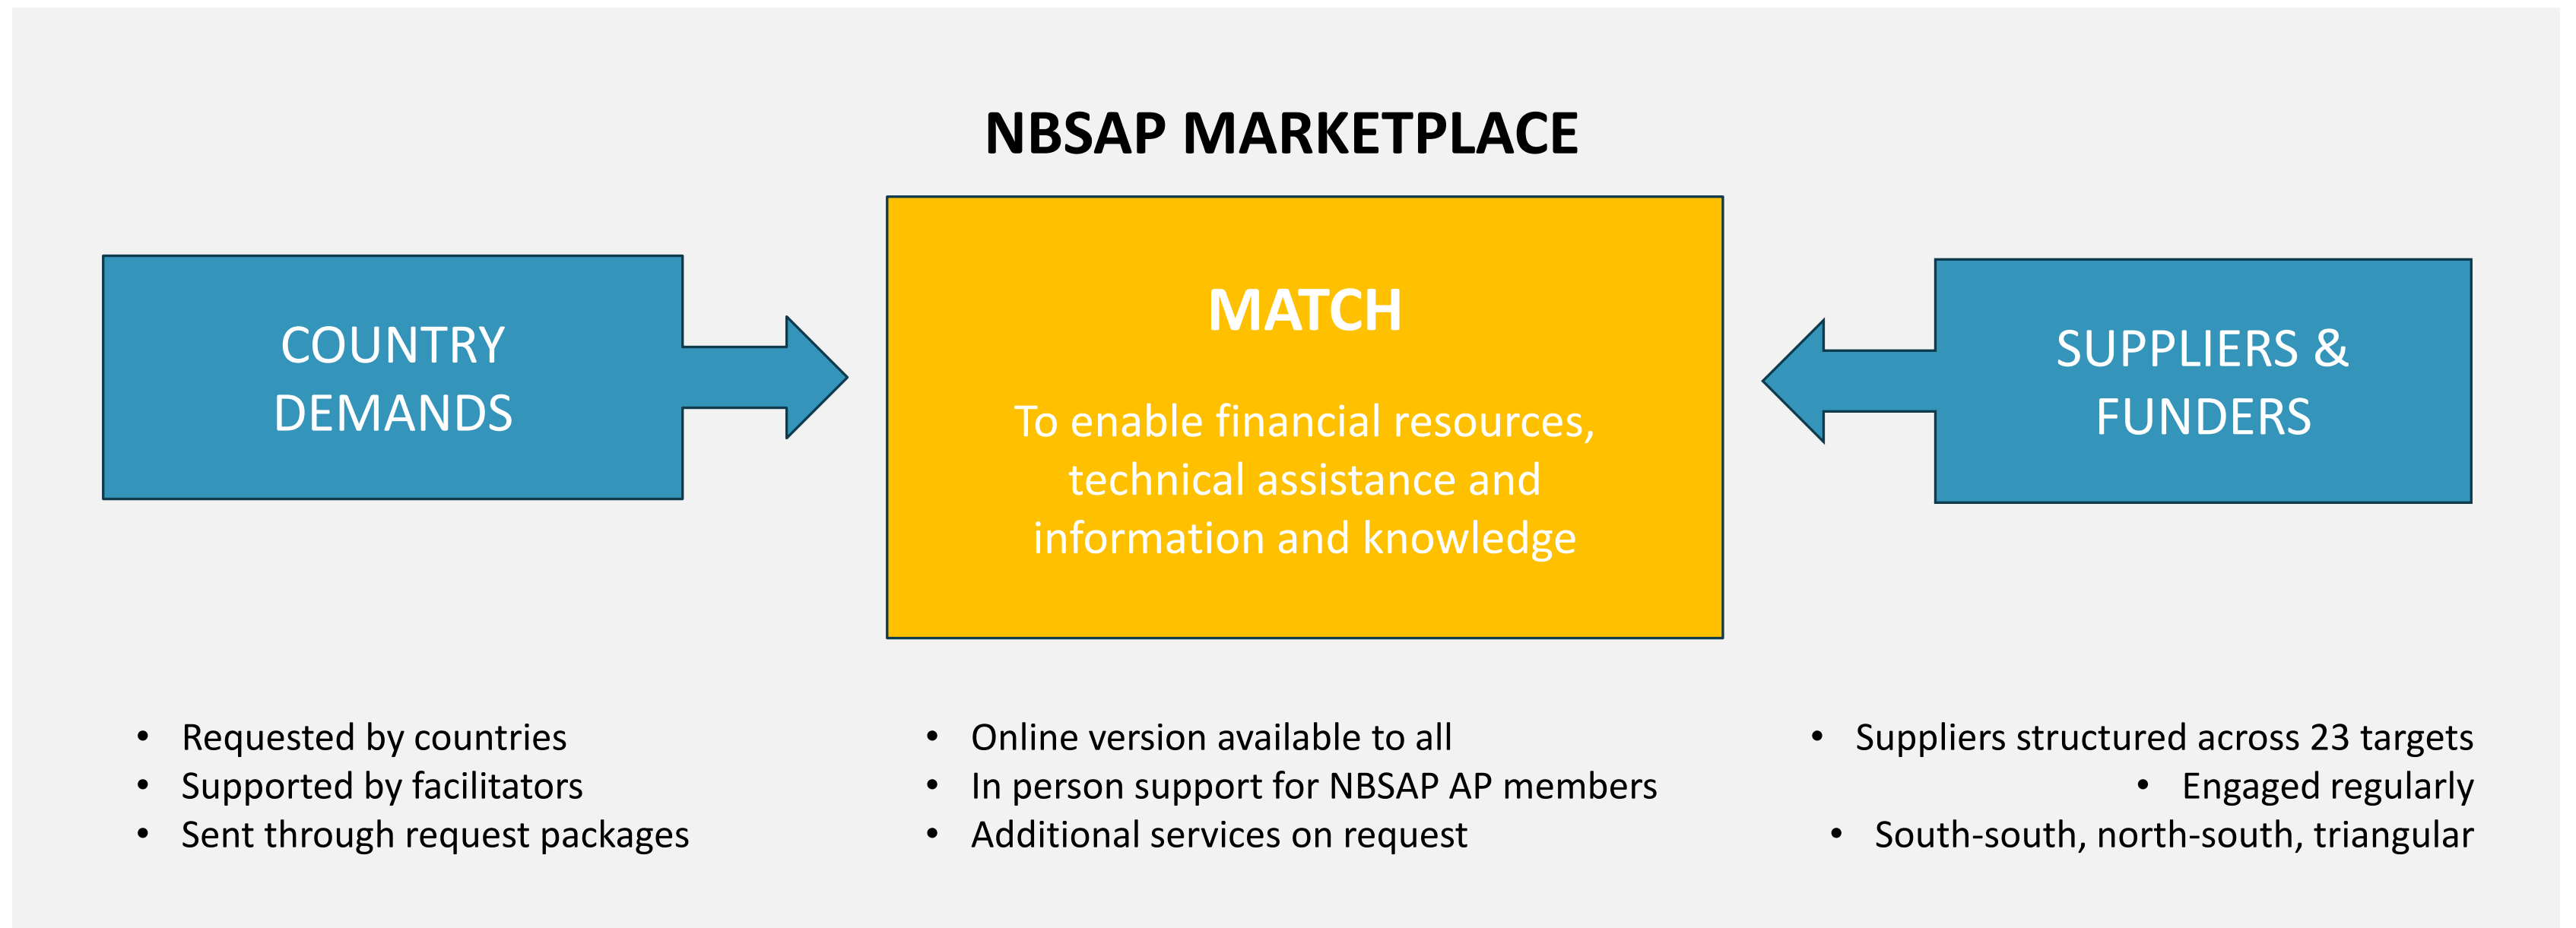 NBSAP MARKETPLACE
COUNTRY
DEMANDS
MATCH
To enable financial resources,
technical assistance and
information and knowledge
SUPPLIERS &
FUNDERS
• Requested by countries
• Supported by facilitators
• Sent through request packages
• Online version available to all
• In person support for NBSAP AP members
• Additional services on request
• Suppliers structured across 23 targets
• Engaged regularly
• South-south, north-south, triangular